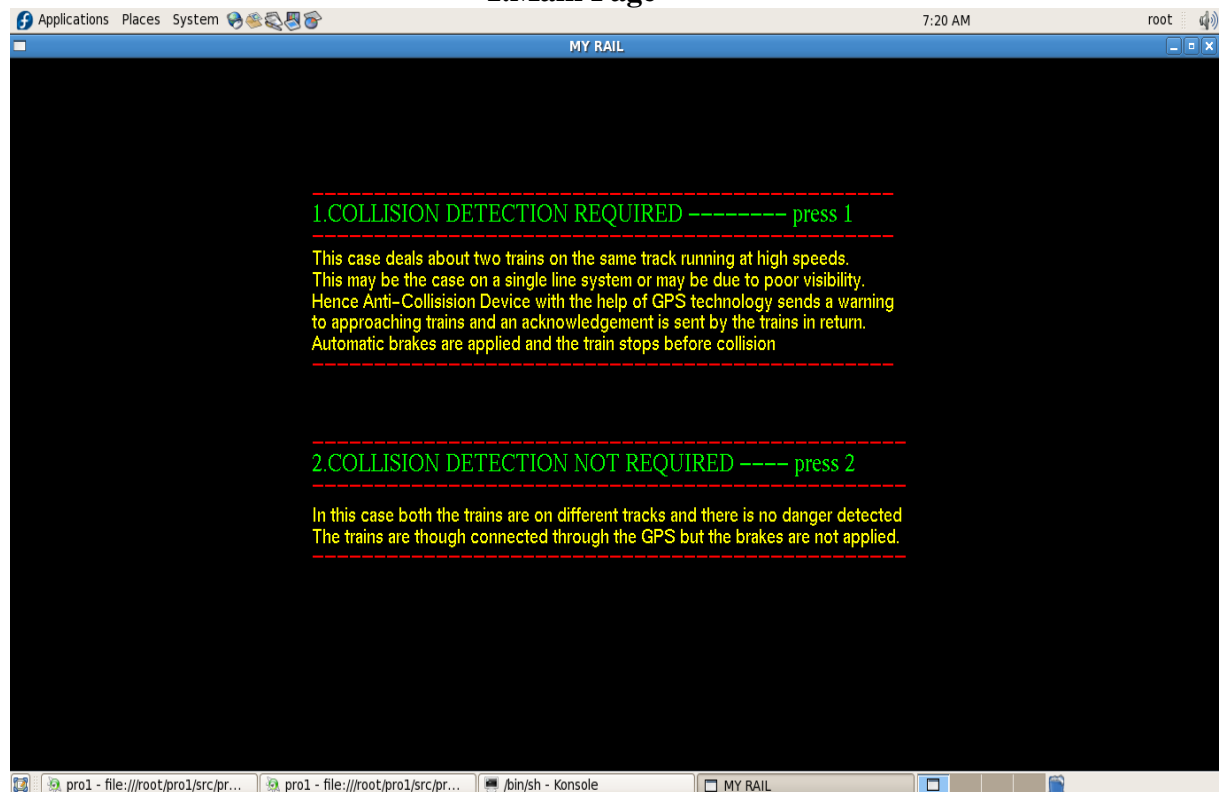 1.Main Page
Applications Places System 7:20 AM root
MY RAIL
1.COLLISION DETECTION REQUIRED -------- press 1
This case deals about two trains on the same track running at high speeds.
This may be the case on a single line system or may be due to poor visibility.
Hence Anti-Collisision Device with the help of GPS technology sends a warning
to approaching trains and an acknowledgement is sent by the trains in return.
Automatic brakes are applied and the train stops before collision
2.COLLISION DETECTION NOT REQUIRED ---- press 2
In this case both the trains are on different tracks and there is no danger detected
The trains are though connected through the GPS but the brakes are not applied.
pro1 - file:///root/pro1/src/pr... pro1 - file:///root/pro1/src/pr... /bin/sh - Konsole MY RAIL